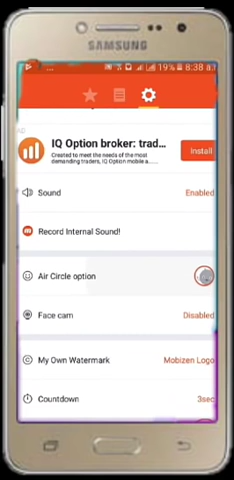 SAMSUNG
19% 8:38 a
AD
IQ Option broker: trad...
Created to meet the needs of the most
demanding traders, IQ Option mobile a......
Install
Sound Enabled
Record Internal Sound!
Air Circle option
Face cam Disabled
My Own Watermark Mobizen Logo
Countdown 3sec